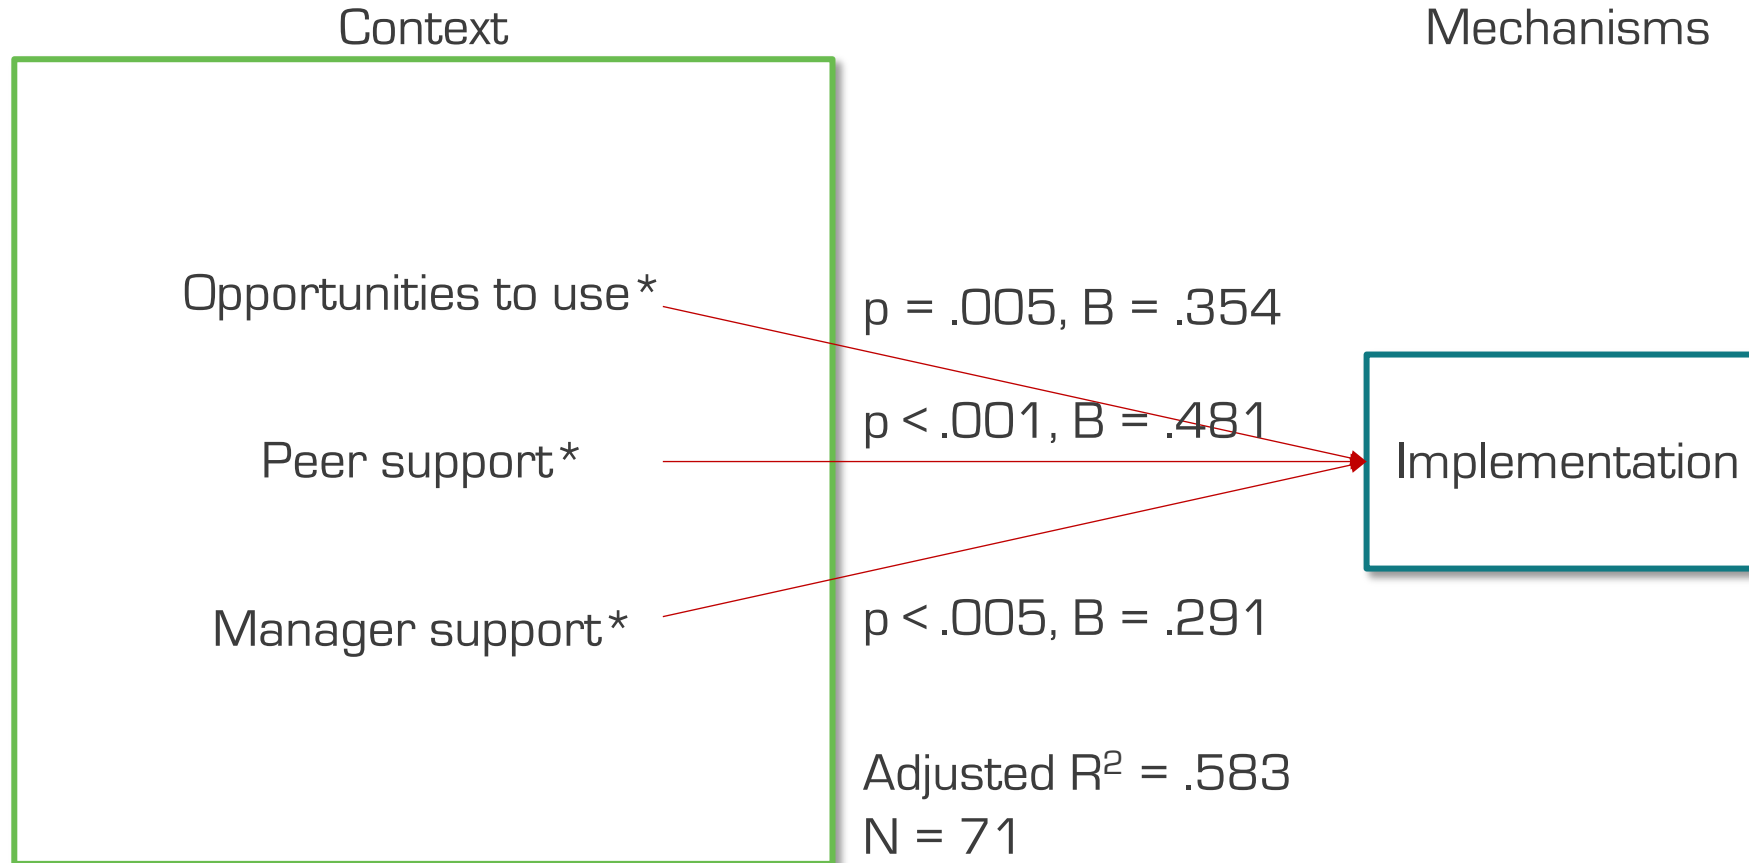 Context
Mechanisms
Opportunities to use*
p = .005, B = .354
p < .001, B = .481
Peer support*
Implementation
Manager support*
p < .005, B = .291
Adjusted R² = .583
N = 71